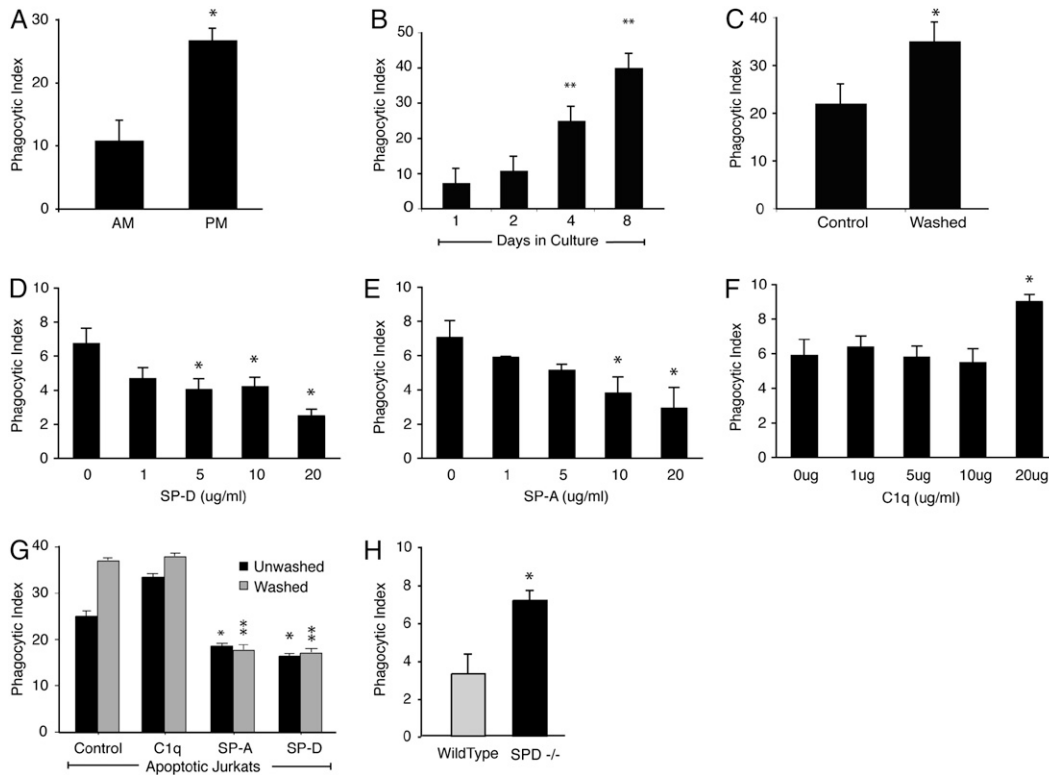 A
Phagocytic Index
30
20
10
0
*
AM PM
B
Phagocytic Index
50
40
30
20
10
0
**
**
1 2 4 8
Days in Culture
C
Phagocytic Index
40
30
20
10
0
*
Control Washed
D
Phagocytic Index
8
6
4
2
0
* * *
0 1 5 10 20
SP-D (ug/ml)
E
Phagocytic Index
8
6
4
2
0
* *
0 1 5 10 20
SP-A (ug/ml)
F
Phagocytic Index
10
8
6
4
2
0
*
0ug 1ug 5ug 10ug 20ug
C1q (ug/ml)
G
Phagocytic Index
40
30
20
10
0
Unwashed
Washed
* ** * **
Control C1q SP-A SP-D
Apoptotic Jurkats
H
Phagocytic Index
8
6
4
2
0
*
WildType SPD -/-